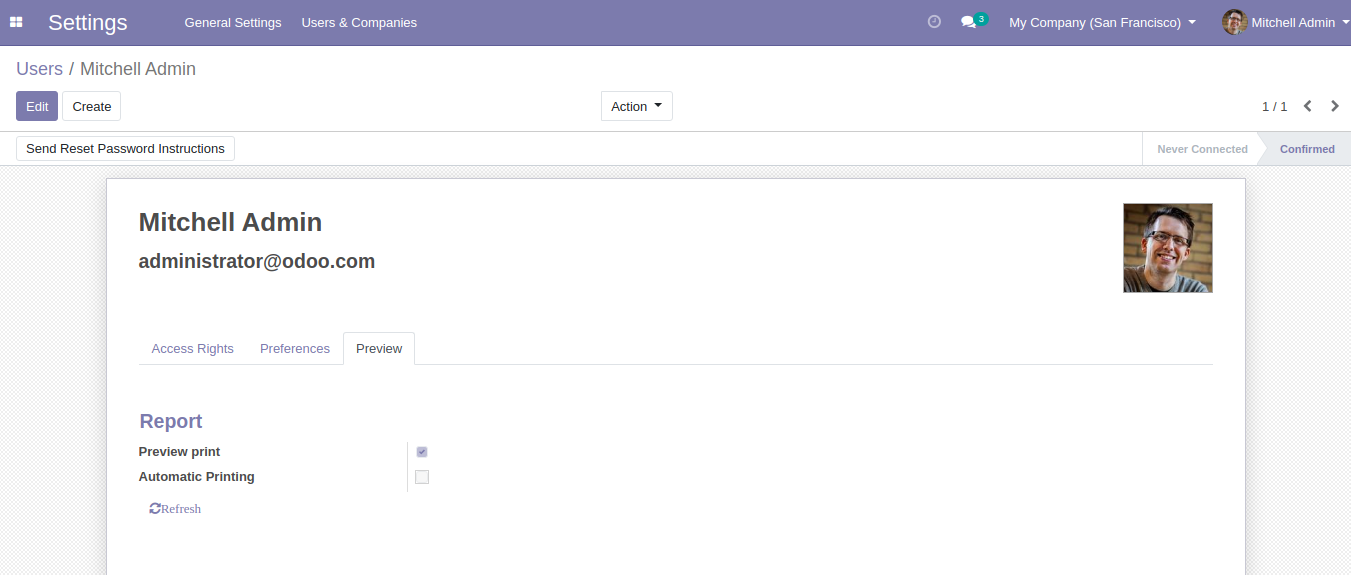 Settings General Settings Users & Companies 3 My Company (San Francisco) Mitchell Admin
Users / Mitchell Admin
Edit Create Action 1 / 1
Send Reset Password Instructions Never Connected Confirmed
Mitchell Admin
administrator@odoo.com
Access Rights Preferences Preview
Report
Preview print
Automatic Printing
Refresh